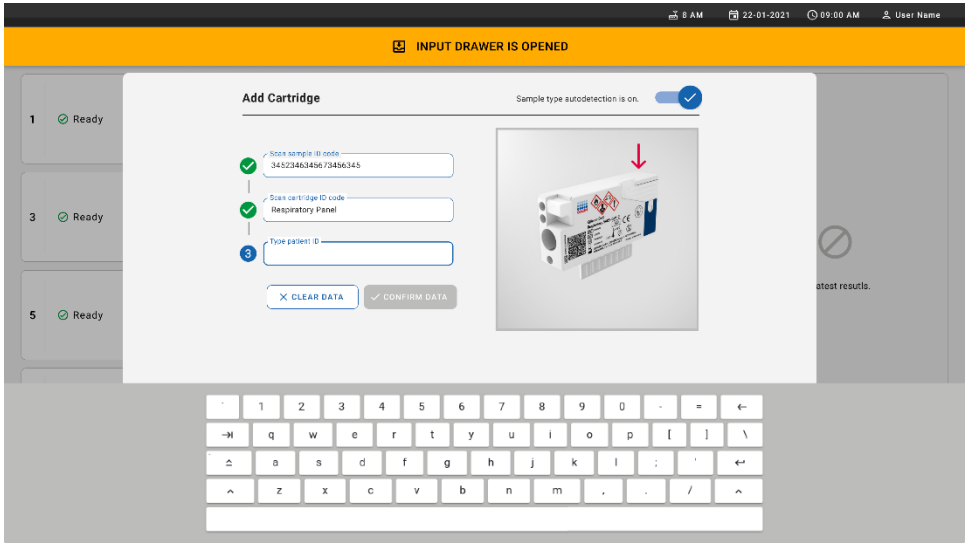 8 AM 22-01-2021 09:00 AM User Name
INPUT DRAWER IS OPENED
Add Cartridge
Sample type autodetection is on.
1 Ready
Scan sample ID code
3452346345673456345
Scan cartridge ID code
Respiratory Panel
3 Ready
Type patient ID
3
atest resutls.
CLEAR DATA
CONFIRM DATA
5 Ready
` 1 2 3 4 5 6 7 8 9 0 - =
q w e r t y u i o p [ ] \
a s d f g h j k l ; '
z x c v b n m , . /